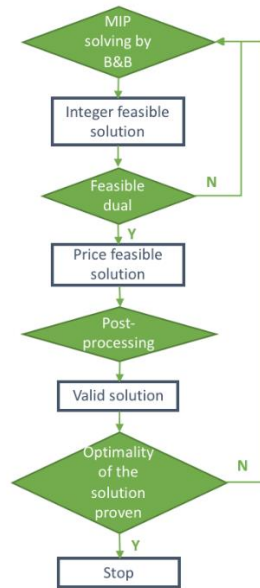 MIP
solving by
B&B
Integer feasible
solution
Feasible
dual
N
Y
Price feasible
solution
Post-
processing
Valid solution
Optimality
of the
solution
proven
N
Y
Stop